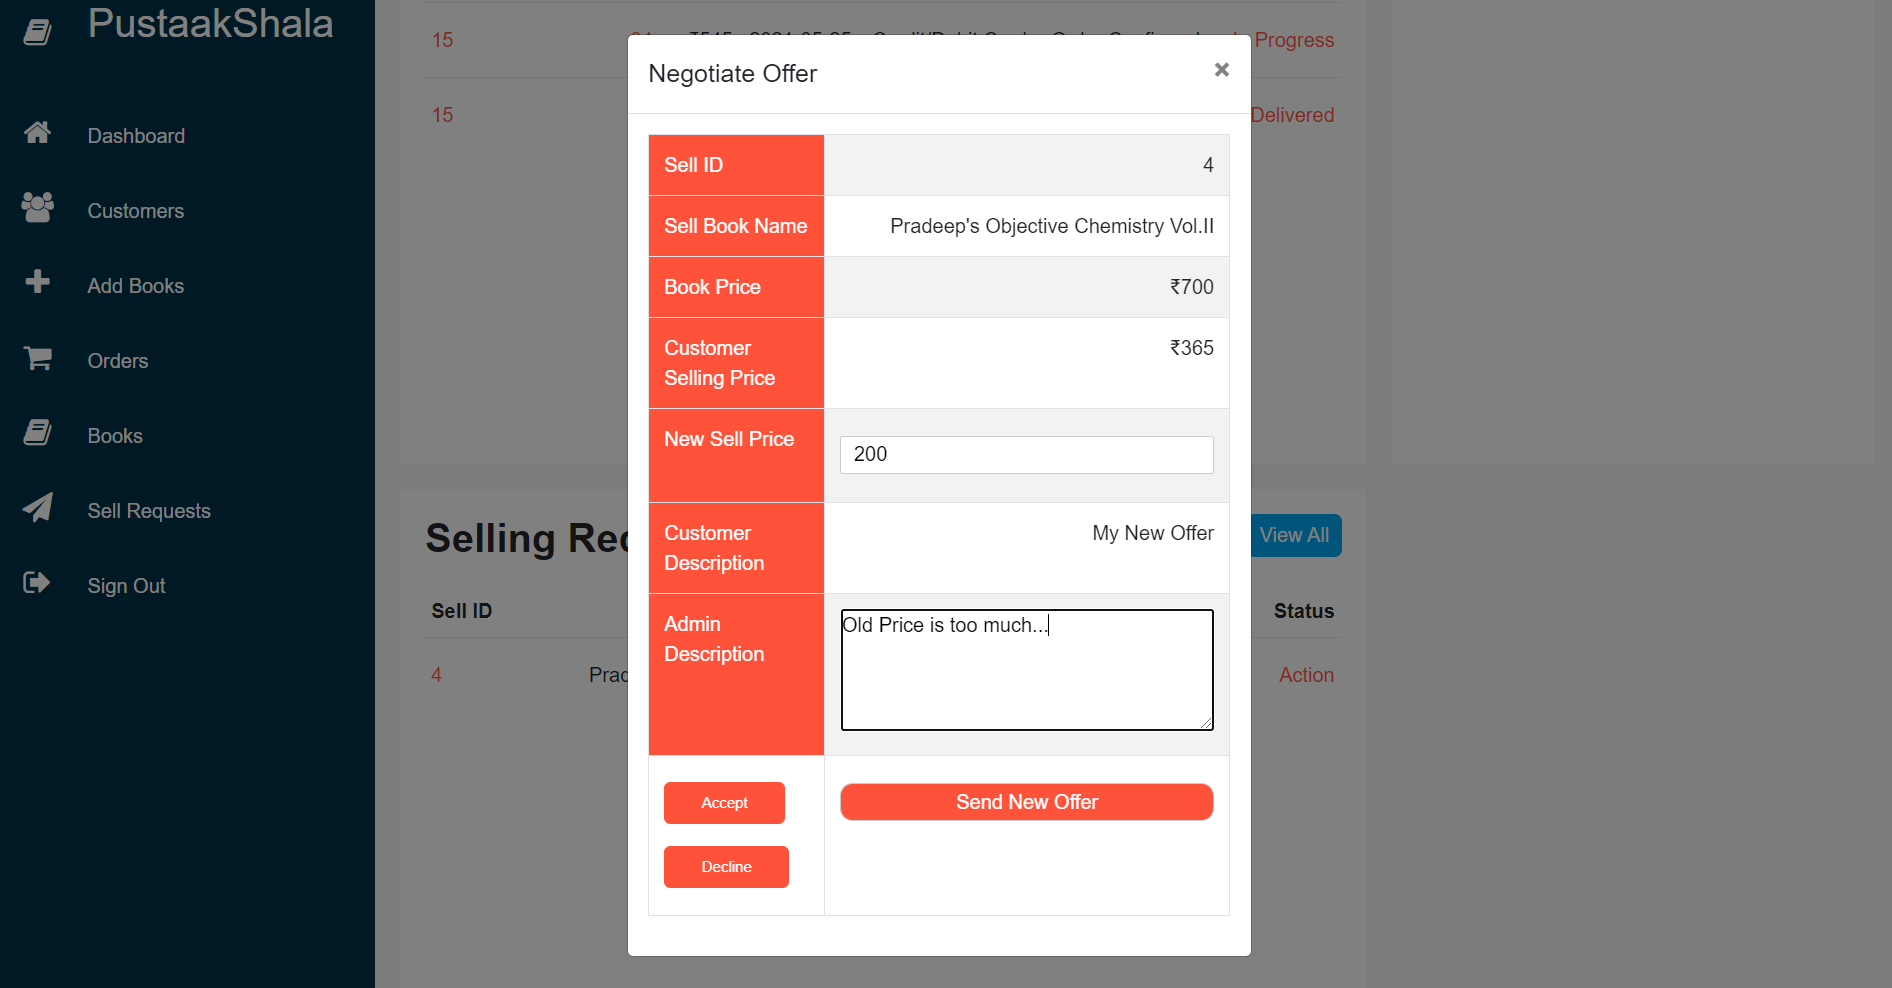 PustaakShala
Dashboard
Customers
Add Books
Orders
Books
Sell Requests
Sign Out
15
Progress
15
Delivered
Selling
View All
Sell ID
Status
4
Action
Negotiate Offer
×
Sell ID
4
Sell Book Name
Pradeep's Objective Chemistry Vol.II
Book Price
₹700
Customer
Selling Price
₹365
New Sell Price
200
Customer
Description
My New Offer
Admin
Description
Old Price is too much...
Accept
Send New Offer
Decline